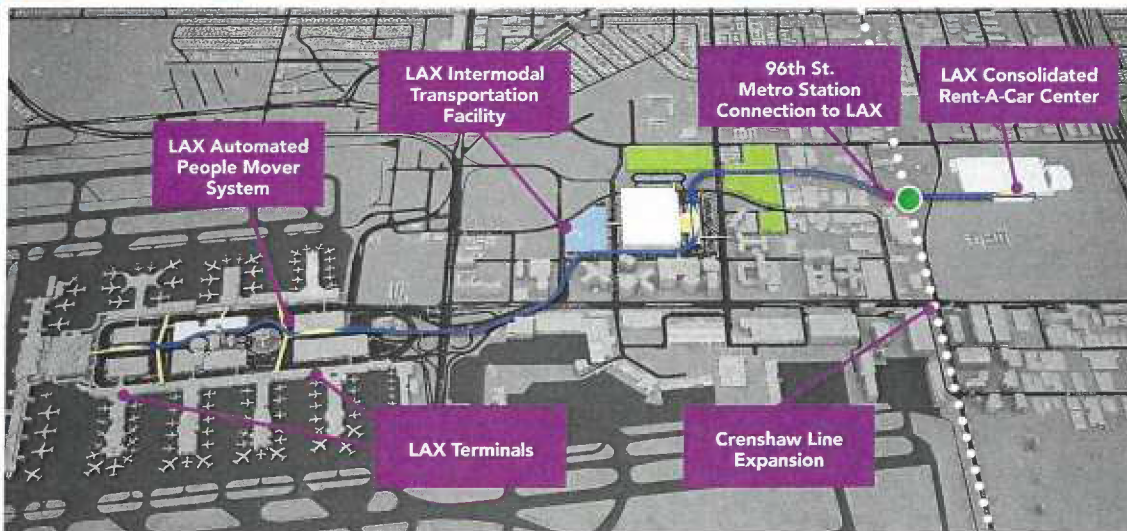 LAX Intermodal
Transportation
Facility
96th St.
Metro Station
Connection to LAX
LAX Consolidated
Rent-A-Car Center
LAX Automated
People Mover
System
LAX Terminals
Crenshaw Line
Expansion